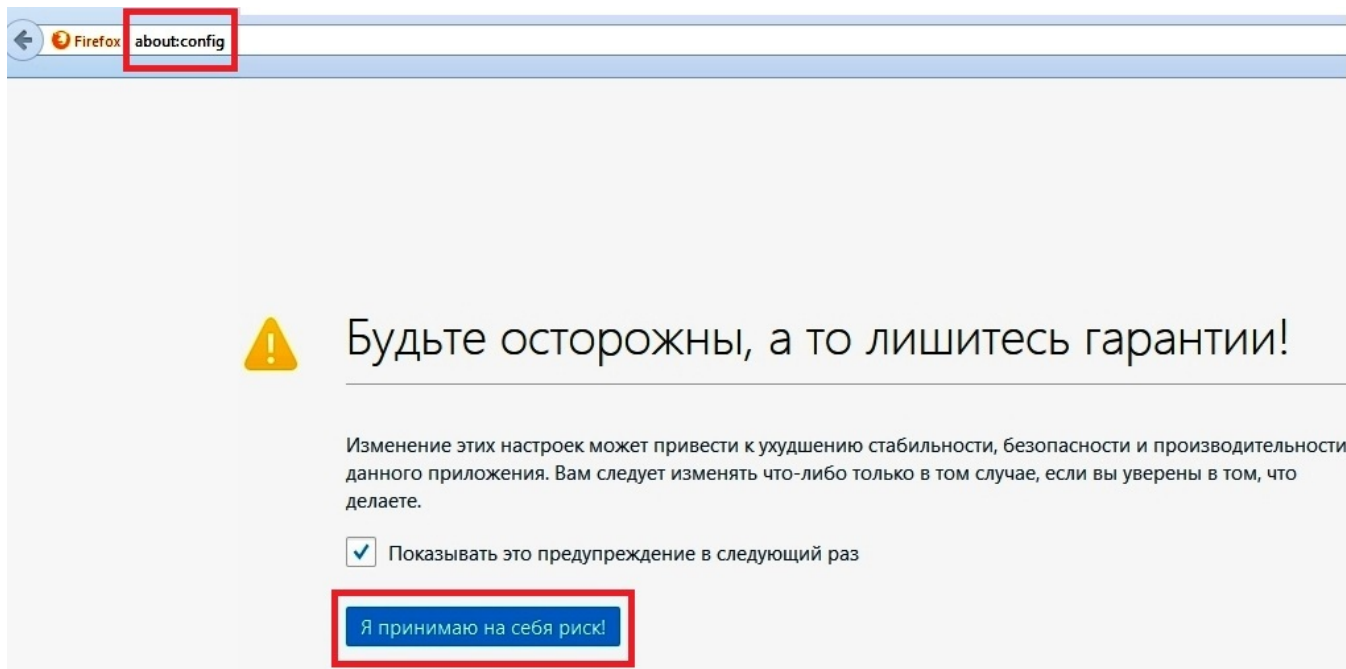 Firefox about:config
Будьте осторожны, а то лишитесь гарантии!
Изменение этих настроек может привести к ухудшению стабильности, безопасности и производительности
данного приложения. Вам следует изменять что-либо только в том случае, если вы уверены в том, что
делаете.
Показывать это предупреждение в следующий раз
Я принимаю на себя риск!